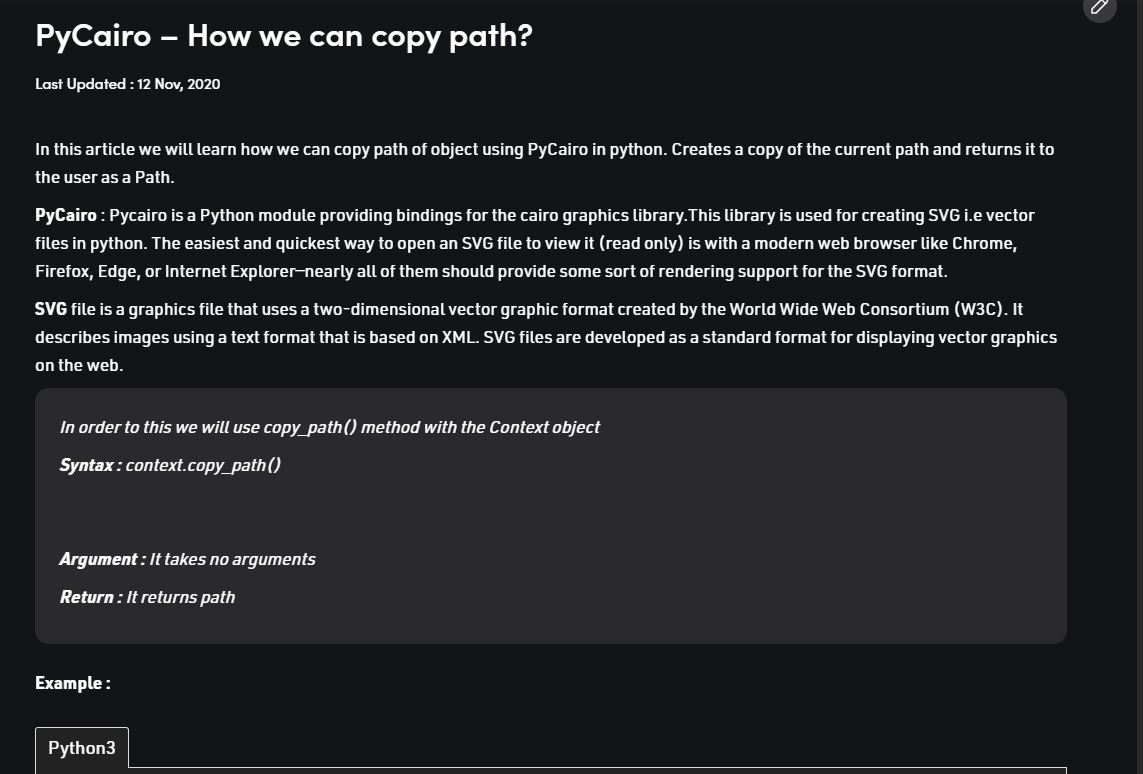 PyCairo – How we can copy path?
Last Updated : 12 Nov, 2020
In this article we will learn how we can copy path of object using PyCairo in python. Creates a copy of the current path and returns it to
the user as a Path.
PyCairo : Pycairo is a Python module providing bindings for the cairo graphics library.This library is used for creating SVG i.e vector
files in python. The easiest and quickest way to open an SVG file to view it (read only) is with a modern web browser like Chrome,
Firefox, Edge, or Internet Explorer—nearly all of them should provide some sort of rendering support for the SVG format.
SVG file is a graphics file that uses a two-dimensional vector graphic format created by the World Wide Web Consortium (W3C). It
describes images using a text format that is based on XML. SVG files are developed as a standard format for displaying vector graphics
on the web.
In order to this we will use copy_path() method with the Context object
Syntax : context.copy_path()
Argument : It takes no arguments
Return : It returns path
Example :
Python3